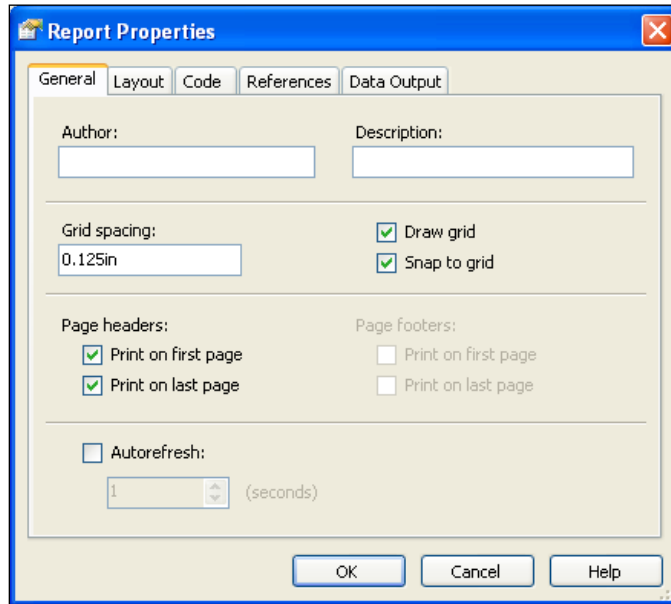 Report Properties
General Layout Code References Data Output
Author: Description:
Grid spacing: Draw grid
0.125in Snap to grid
Page headers: Page footers:
Print on first page Print on first page
Print on last page Print on last page
Autorefresh:
1 (seconds)
OK Cancel Help